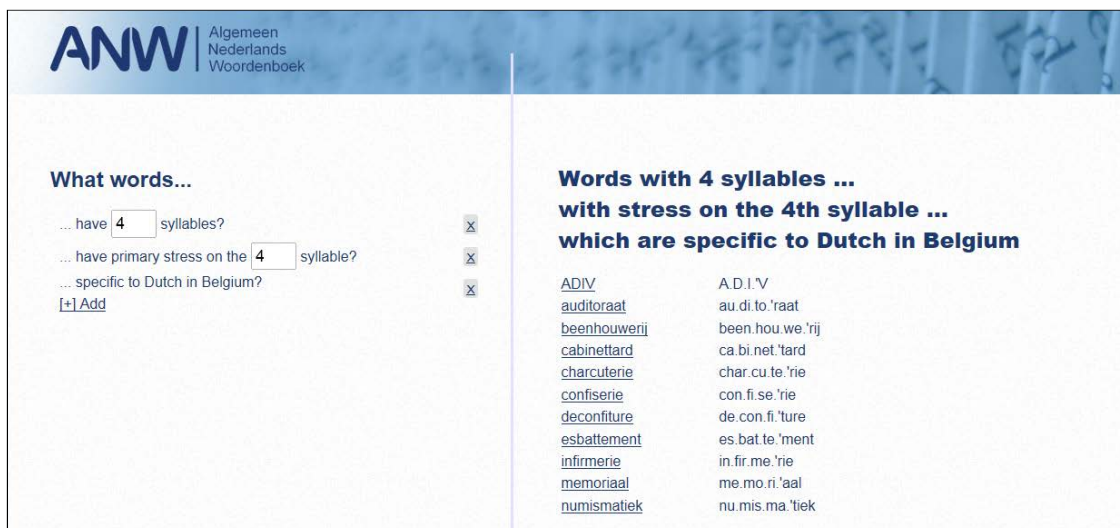 ANW
Algemeen
Nederlands
Woordenboek
What words...
... have 4 syllables? x
... have primary stress on the 4 syllable? x
... specific to Dutch in Belgium? x
[+] Add
Words with 4 syllables ...
with stress on the 4th syllable ...
which are specific to Dutch in Belgium
ADIV A.D.I.'V
auditoraat au.di.to.'raat
beenhouwerij been.hou.we.'rij
cabinettard ca.bi.net.'tard
charcuterie char.cu.te.'rie
confiserie con.fi.se.'rie
deconfiture de.con.fi.'ture
esbattement es.bat.te.'ment
infirmerie in.fir.me.'rie
memoriaal me.mo.ri.'aal
numismatiek nu.mis.ma.'tiek